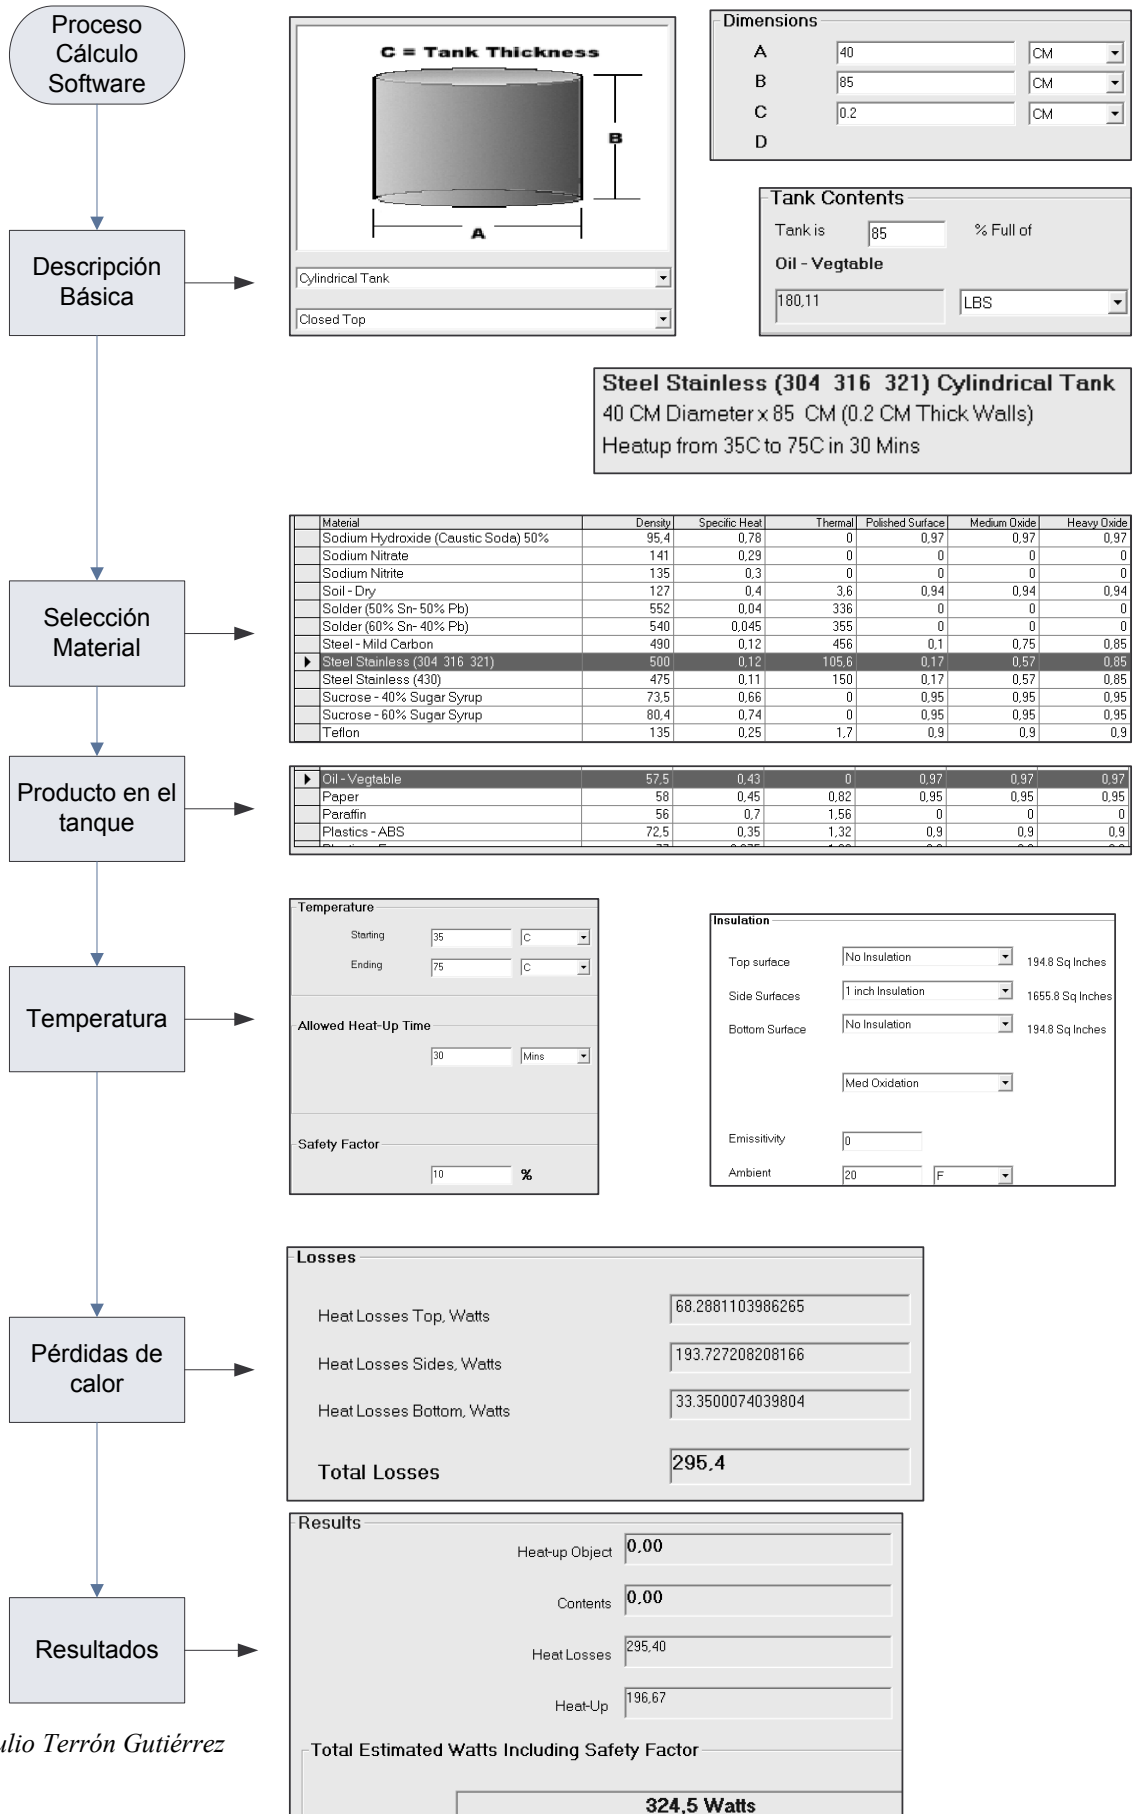 Proceso
Cálculo
Software
C = Tank Thickness
B
A
Cylindrical Tank
Closed Top
Dimensions
A 40 CM
B 85 CM
C 0.2 CM
D
Tank Contents
Tank is 85 % Full of
Oil - Vegtable
180,11 LBS
Descripción
Básica
Steel Stainless (304 316 321) Cylindrical Tank
40 CM Diameter x 85 CM (0.2 CM Thick Walls)
Heatup from 35C to 75C in 30 Mins
Selección
Material
Material Density Specific Heat Thermal Polished Surface Medium Oxide Heavy Oxide
Sodium Hydroxide (Caustic Soda) 50% 95,4 0,78 0 0,97 0,97 0,97
Sodium Nitrate 141 0,29 0 0 0 0
Sodium Nitrite 135 0,3 0 0 0 0
Soil - Dry 127 0,4 3,6 0,94 0,94 0,94
Solder (50% Sn- 50% Pb) 552 0,04 336 0 0 0
Solder (60% Sn- 40% Pb) 540 0,045 355 0 0 0
Steel - Mild Carbon 490 0,12 456 0,1 0,75 0,85
Steel Stainless (304 316 321) 500 0,12 105,6 0,17 0,57 0,85
Steel Stainless (430) 475 0,11 150 0,17 0,57 0,85
Sucrose - 40% Sugar Syrup 73,5 0,66 0 0,95 0,95 0,95
Sucrose - 60% Sugar Syrup 80,4 0,74 0 0,95 0,95 0,95
Teflon 135 0,25 1,7 0,9 0,9 0,9
Producto en el
tanque
Oil - Vegtable 57,5 0,43 0 0,97 0,97 0,97
Paper 58 0,45 0,82 0,95 0,95 0,95
Paraffin 56 0,7 1,56 0 0 0
Plastics - ABS 72,5 0,35 1,32 0,9 0,9 0,9
Temperatura
Temperature
Starting 35 C
Ending 75 C
Allowed Heat-Up Time
30 Mins
Safety Factor
10 %
Insulation
Top surface No Insulation 194.8 Sq Inches
Side Surfaces 1 inch Insulation 1655.8 Sq Inches
Bottom Surface No Insulation 194.8 Sq Inches
Med Oxidation
Emissitivity 0
Ambient 20 F
Pérdidas de
calor
Losses
Heat Losses Top, Watts 68.2881103986265
Heat Losses Sides, Watts 193.727208208166
Heat Losses Bottom, Watts 33.3500074039804
Total Losses 295,4
Resultados
Results
Heat-up Object 0,00
Contents 0,00
Heat Losses 295,40
Heat-Up 196,67
Total Estimated Watts Including Safety Factor
324,5 Watts
ulio Terrón Gutiérrez